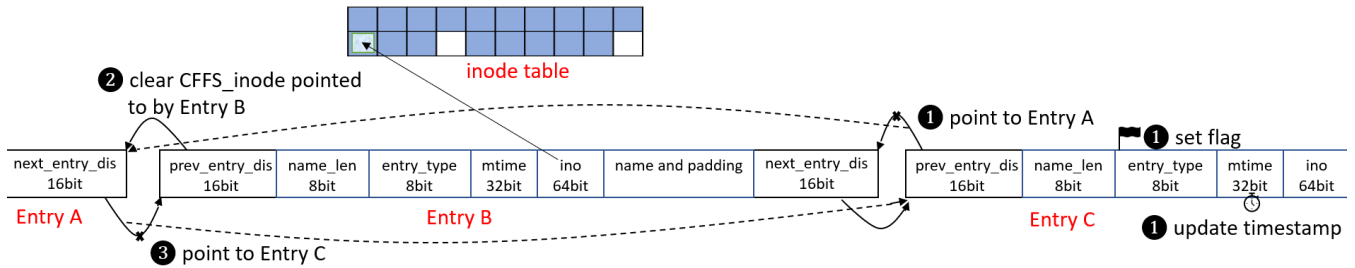 inode table
❷ clear CFFS_inode pointed
to by Entry B
❶ point to Entry A
❶ set flag
next_entry_dis
16bit
prev_entry_dis
16bit
name_len
8bit
entry_type
8bit
mtime
32bit
ino
64bit
name and padding
next_entry_dis
16bit
prev_entry_dis
16bit
name_len
8bit
entry_type
8bit
mtime
32bit
ino
64bit
Entry A
Entry B
Entry C
❸ point to Entry C
❶ update timestamp